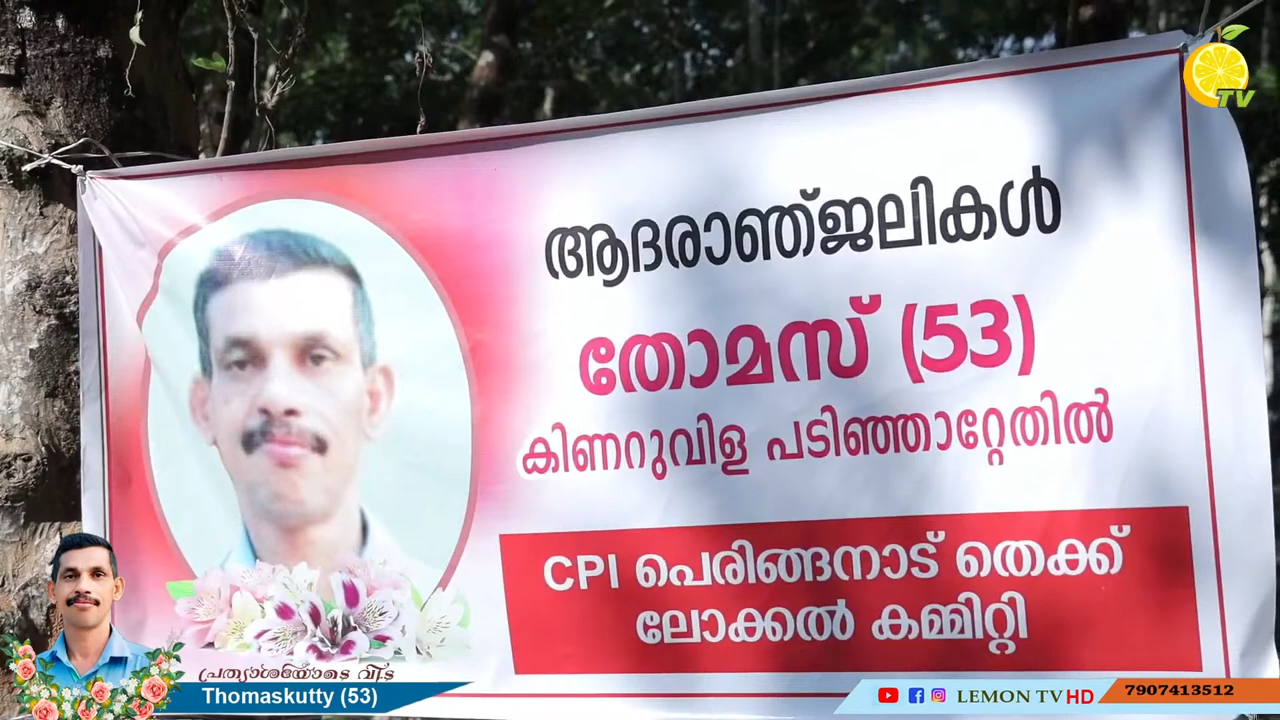 TV
ആദരാഞ്ജലികൾ
തോമസ് (53)
കിണറുവിള പടിഞ്ഞാറ്റേതിൽ
CPI പെരിങ്ങനാട് തെക്ക്
ലോക്കൽ കമ്മിറ്റി
പ്രത്യാശയോടെ വിട
Thomaskutty (53)
LEMON TV HD
7907413512